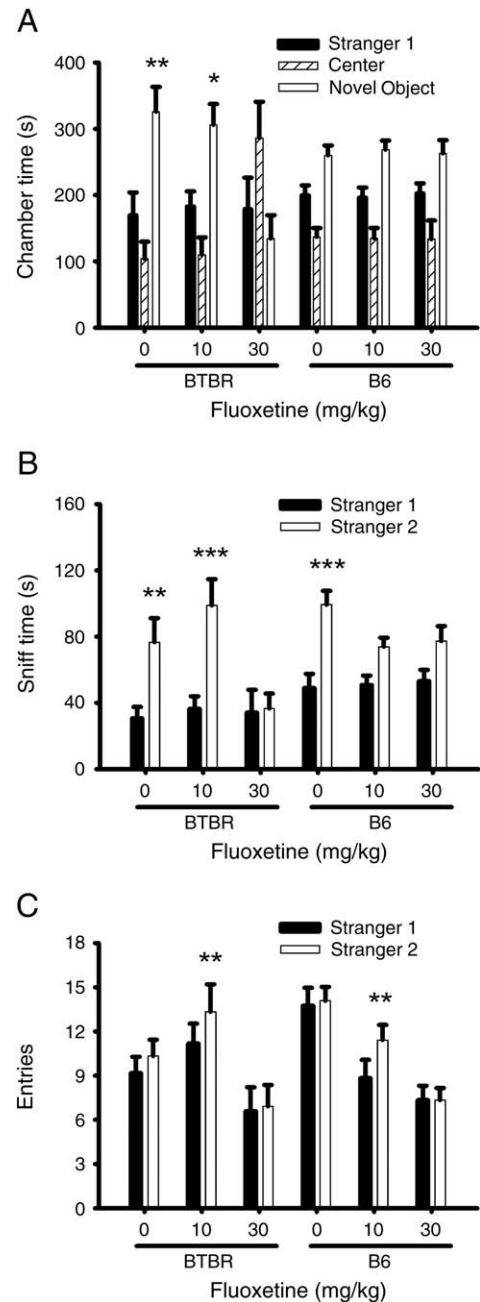 A
Stranger 1
Center
Novel Object
** *
400
300
200
100
0
Chamber time (s)
0 10 30 0 10 30
BTBR B6
Fluoxetine (mg/kg)
B
Stranger 1
Stranger 2
** *** ***
160
120
80
40
0
Sniff time (s)
0 10 30 0 10 30
BTBR B6
Fluoxetine (mg/kg)
C
Stranger 1
Stranger 2
** **
18
15
12
9
6
3
0
Entries
0 10 30 0 10 30
BTBR B6
Fluoxetine (mg/kg)